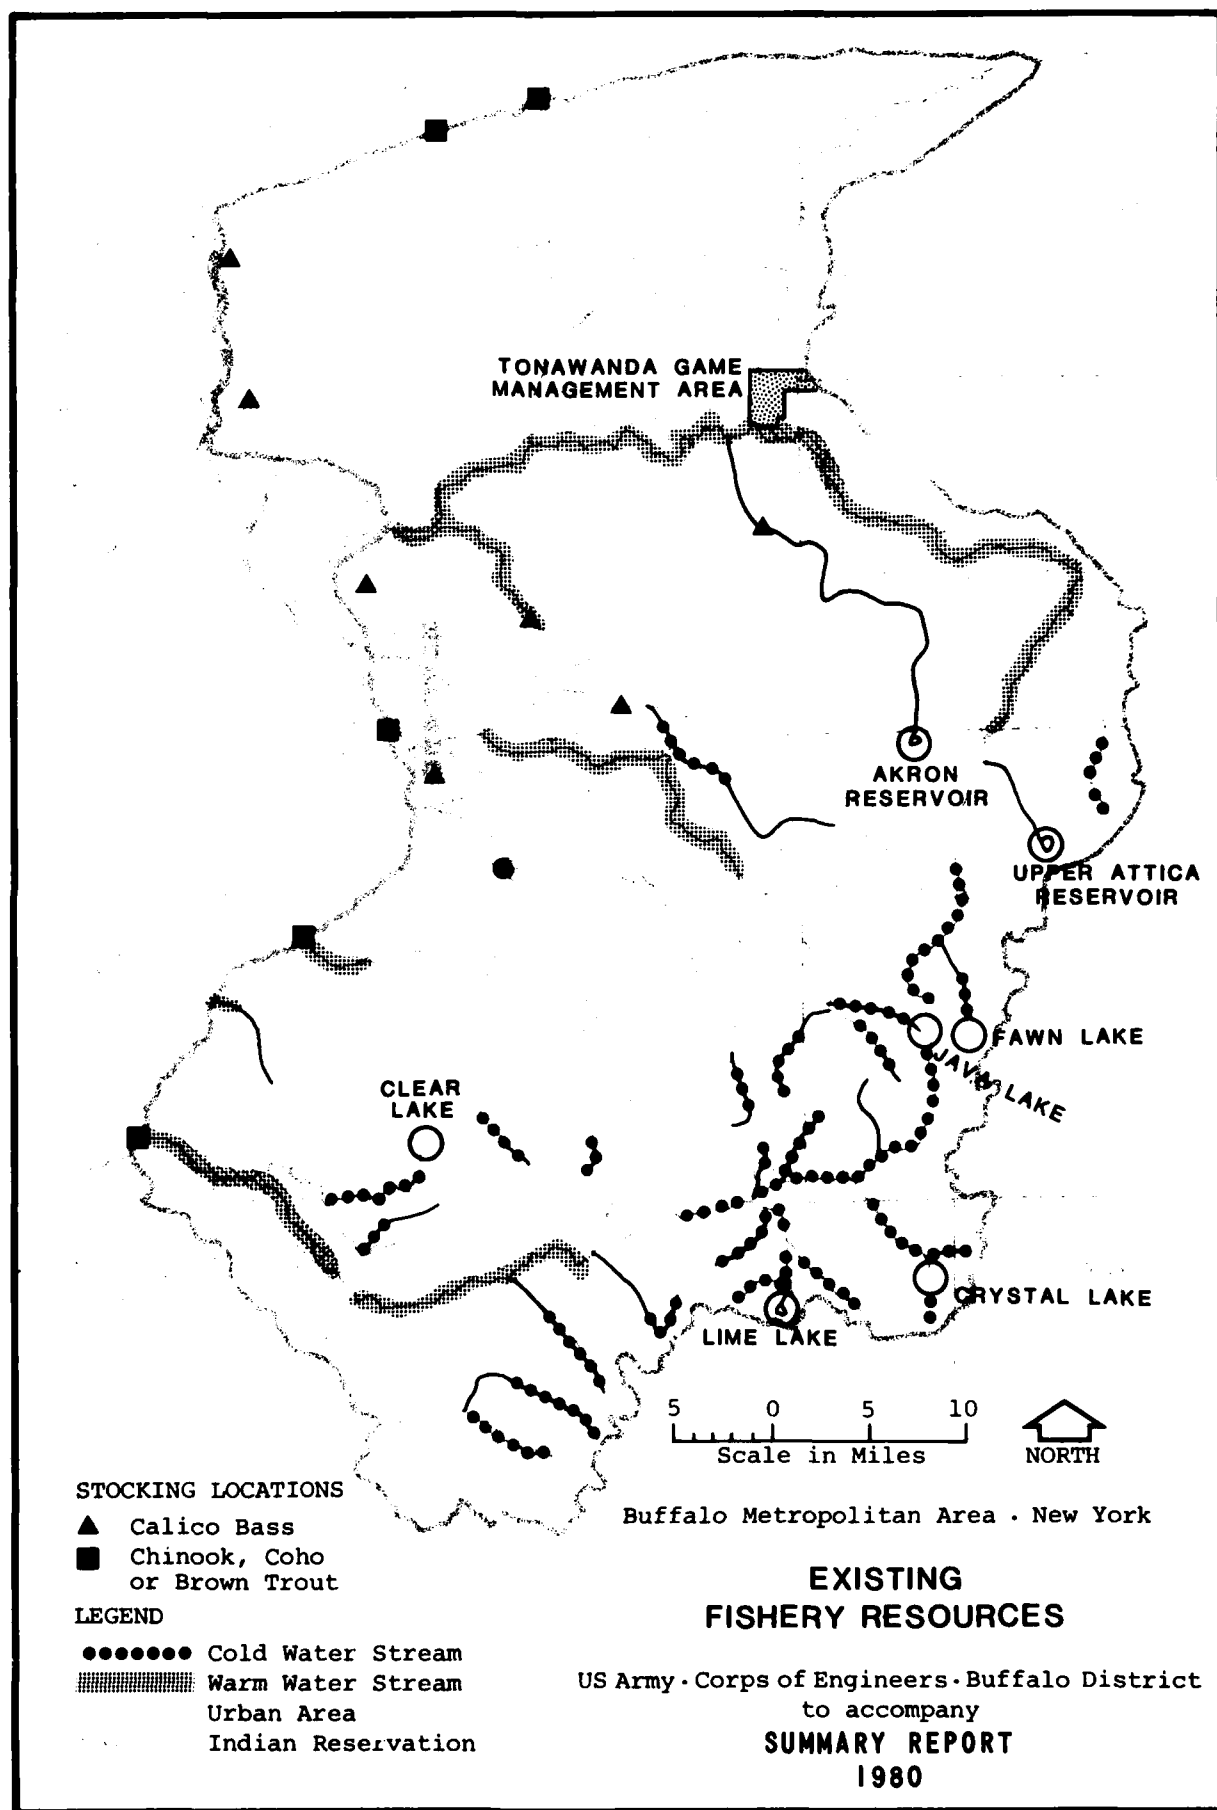 TONAWANDA GAME
MANAGEMENT AREA
AKRON
RESERVOIR
UPPER ATTICA
RESERVOIR
FAWN LAKE
JAVA LAKE
CLEAR
LAKE
CRYSTAL LAKE
LIME LAKE
5 0 5 10
Scale in Miles
NORTH
STOCKING LOCATIONS
Calico Bass
Chinook, Coho
or Brown Trout
LEGEND
Cold Water Stream
Warm Water Stream
Urban Area
Indian Reservation
Buffalo Metropolitan Area · New York
EXISTING
FISHERY RESOURCES
US Army · Corps of Engineers · Buffalo District
to accompany
SUMMARY REPORT
1980